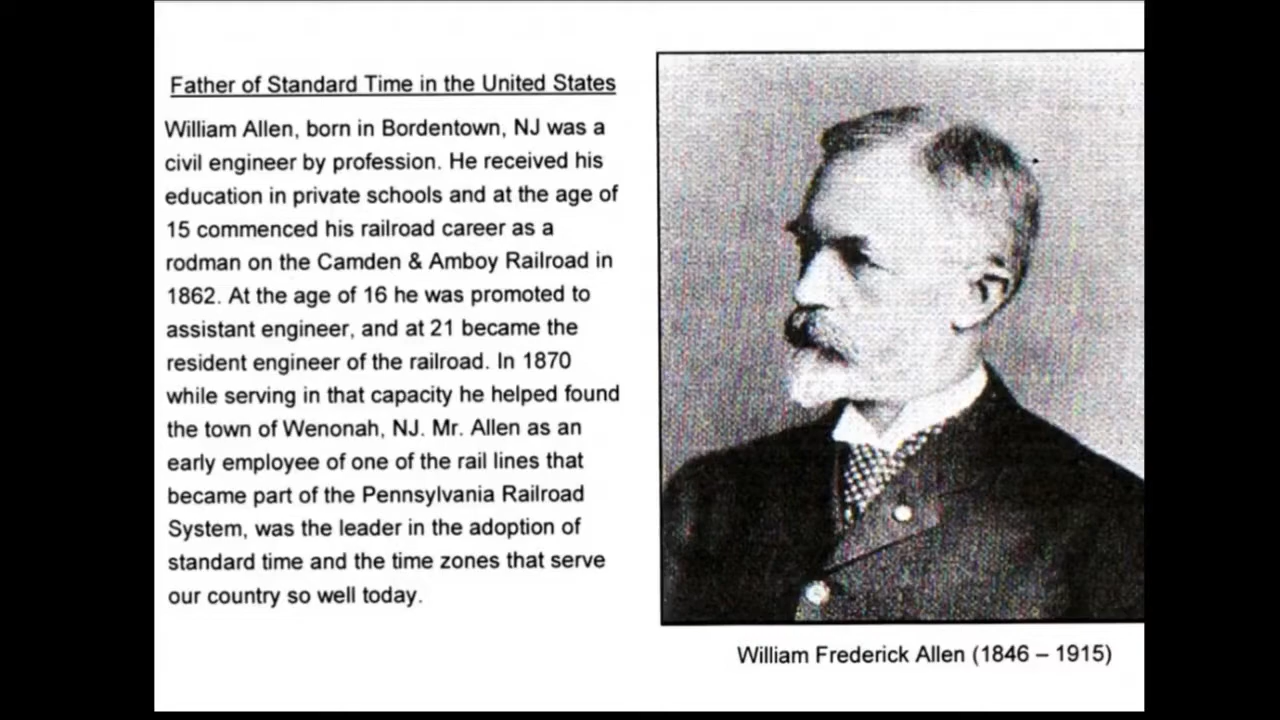 Father of Standard Time in the United States
William Allen, born in Bordentown, NJ was a
civil engineer by profession. He received his
education in private schools and at the age of
15 commenced his railroad career as a
rodman on the Camden & Amboy Railroad in
1862. At the age of 16 he was promoted to
assistant engineer, and at 21 became the
resident engineer of the railroad. In 1870
while serving in that capacity he helped found
the town of Wenonah, NJ. Mr. Allen as an
early employee of one of the rail lines that
became part of the Pennsylvania Railroad
System, was the leader in the adoption of
standard time and the time zones that serve
our country so well today.
William Frederick Allen (1846 – 1915)